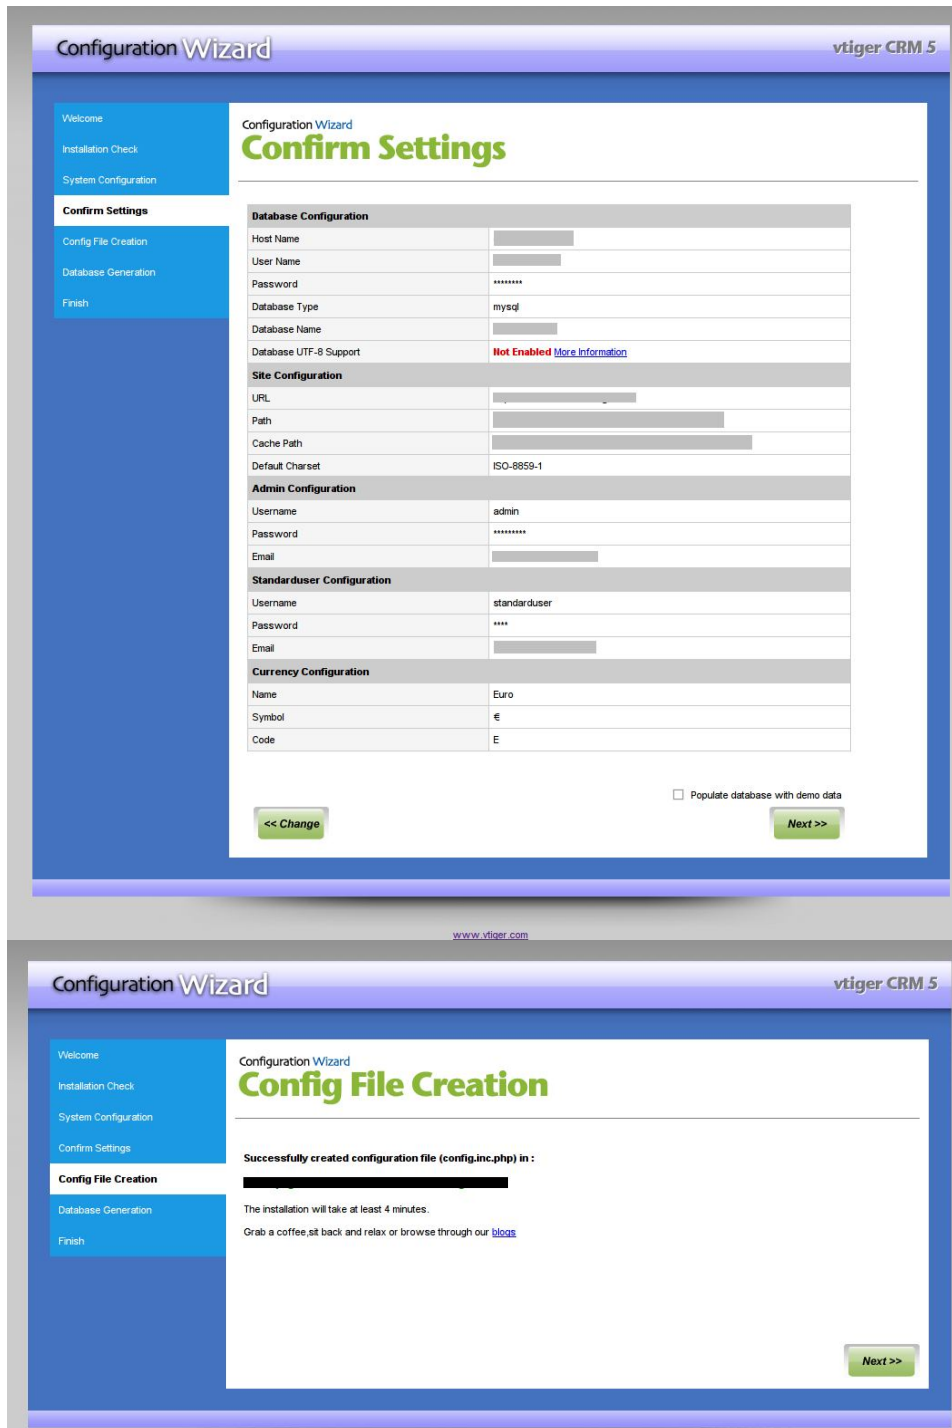 Configuration Wizard
vtiger CRM 5
Welcome
Installation Check
System Configuration
Confirm Settings
Config File Creation
Database Generation
Finish
Configuration Wizard
Confirm Settings
Database Configuration
Host Name
User Name
Password ********
Database Type mysql
Database Name
Database UTF-8 Support Not Enabled More Information
Site Configuration
URL
Path
Cache Path
Default Charset ISO-8859-1
Admin Configuration
Username admin
Password *********
Email
Standarduser Configuration
Username standarduser
Password ****
Email
Currency Configuration
Name Euro
Symbol €
Code E
Populate database with demo data
<< Change
Next >>
www.vtiger.com
Configuration Wizard
vtiger CRM 5
Welcome
Installation Check
System Configuration
Confirm Settings
Config File Creation
Database Generation
Finish
Configuration Wizard
Config File Creation
Successfully created configuration file (config.inc.php) in :
The installation will take at least 4 minutes.
Grab a coffee,sit back and relax or browse through our blogs
Next >>